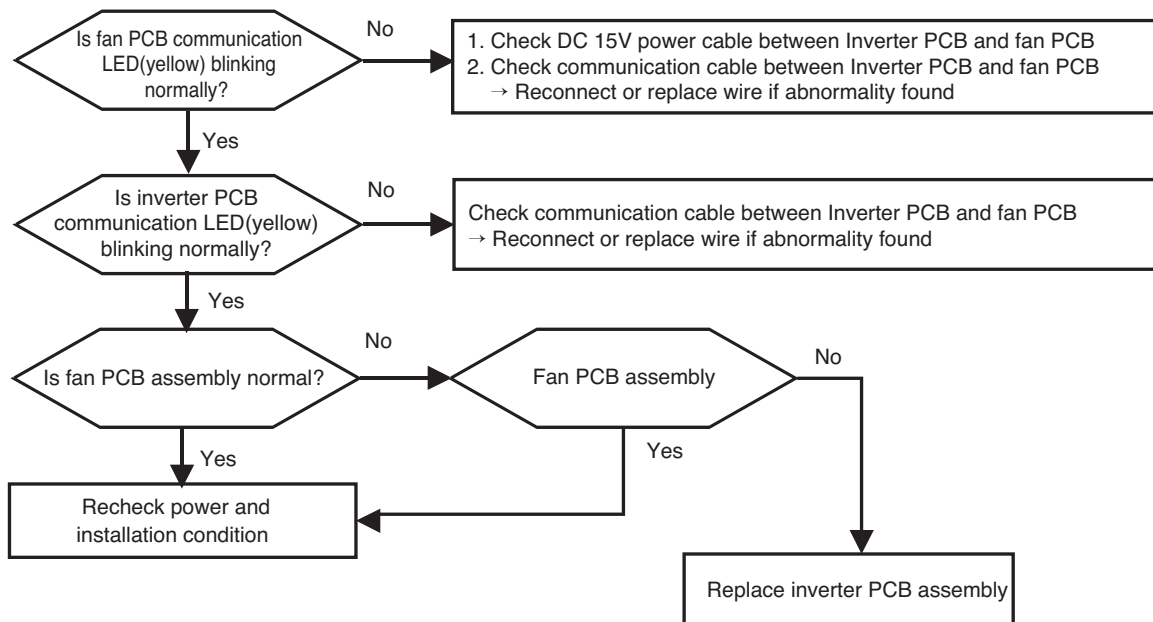 Is fan PCB communication
LED(yellow) blinking
normally?
No
1. Check DC 15V power cable between Inverter PCB and fan PCB
2. Check communication cable between Inverter PCB and fan PCB
→ Reconnect or replace wire if abnormality found
Yes
Is inverter PCB
communication LED(yellow)
blinking normally?
No
Check communication cable between Inverter PCB and fan PCB
→ Reconnect or replace wire if abnormality found
Yes
Is fan PCB assembly normal?
No
Fan PCB assembly
No
Yes
Yes
Recheck power and
installation condition
Replace inverter PCB assembly